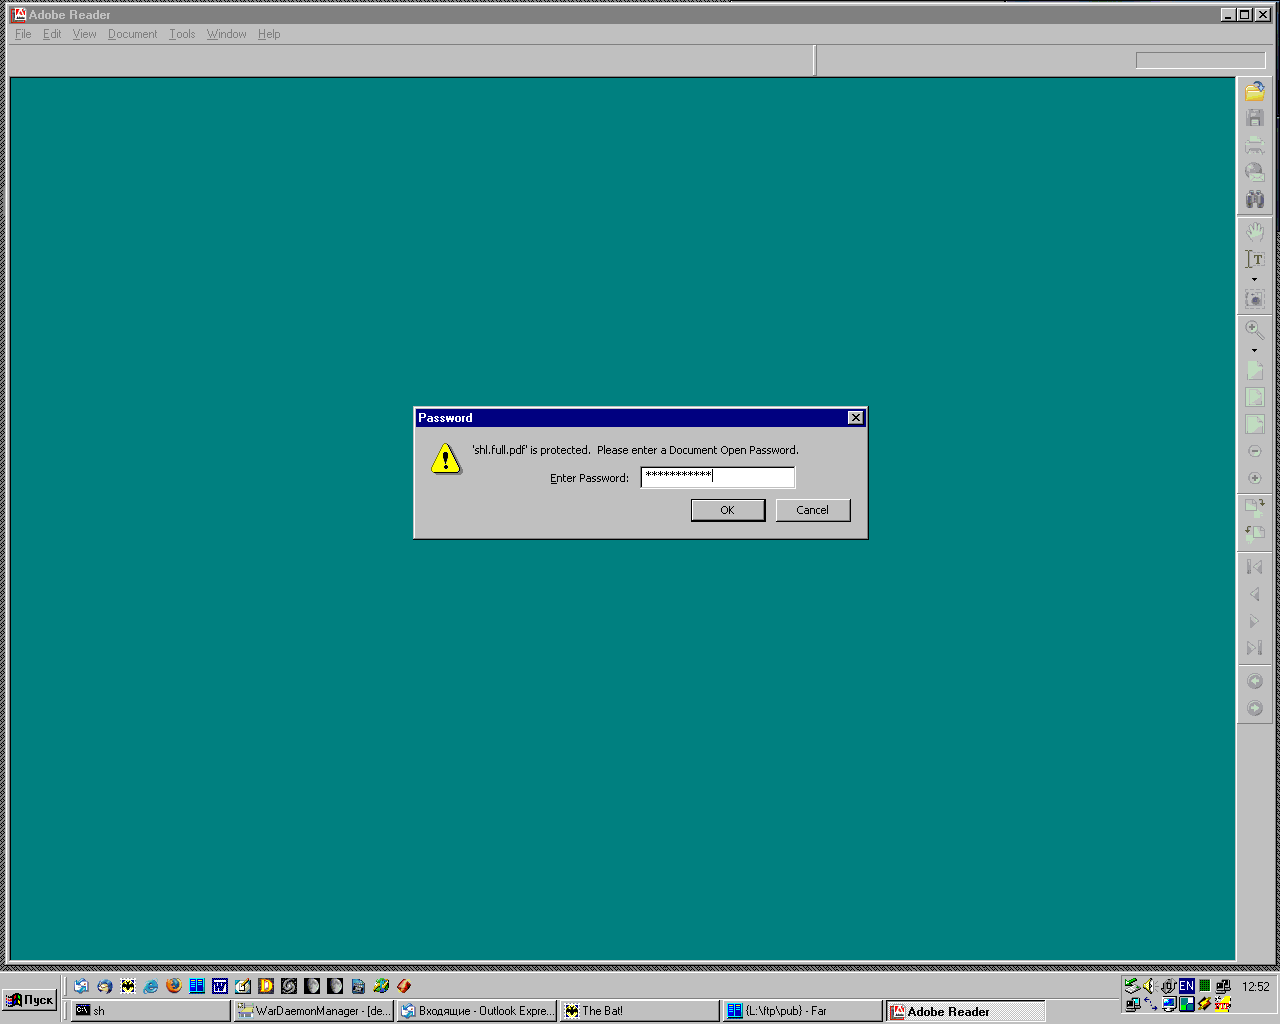 Adobe Reader
File Edit View Document Tools Window Help
Password
'shl.full.pdf' is protected. Please enter a Document Open Password.
Enter Password: ***********
OK Cancel
EN 12:52
Пуск
sh WarDaemonManager - [de... Входящие - Outlook Expre... The Bat! {L:\ftp\pub} - Far Adobe Reader